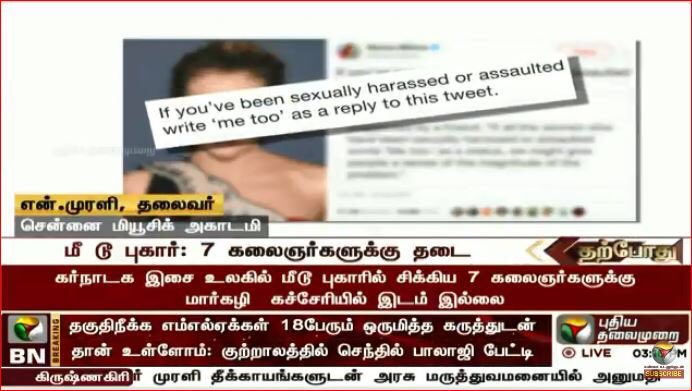 If you've been sexually harassed or assaulted
write 'me too' as a reply to this tweet.
என்.முரளி, தலைவர்
சென்னை மியூசிக் அகாடமி
மீ டூ புகார்: 7 கலைஞர்களுக்கு தடை
தற்போது
கர்நாடக இசை உலகில் மீடூ புகாரில் சிக்கிய 7 கலைஞர்களுக்கு
மார்கழி கச்சேரியில் இடம் இல்லை
BN
BREAKING
தகுதிநீக்க எம்எல்ஏக்கள் 18பேரும் ஒருமித்த கருத்துடன்
தான் உள்ளோம்: குற்றாலத்தில் செந்தில் பாலாஜி பேட்டி
புதிய
தலைமுறை
LIVE
SUBSCRIBE
கிருஷ்ணகிரி
முரளி தீக்காயங்களுடன் அரசு மருத்துவமனையில்